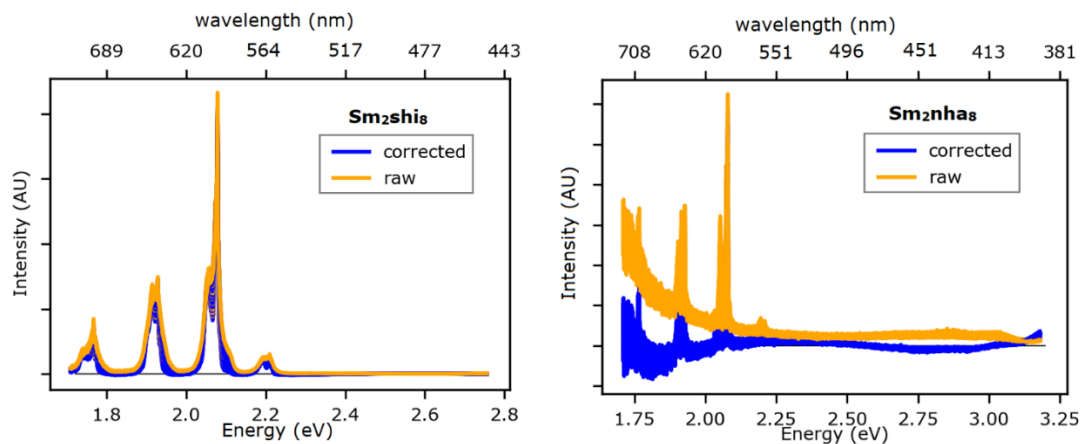 wavelength (nm)
689 620 564 517 477 443
Sm₂shi₈
corrected
raw
Intensity (AU)
1.8 2.0 2.2 2.4 2.6 2.8
Energy (eV)
wavelength (nm)
708 620 551 496 451 413 381
Sm₂nha₈
corrected
raw
Intensity (AU)
1.75 2.00 2.25 2.50 2.75 3.00 3.25
Energy (eV)